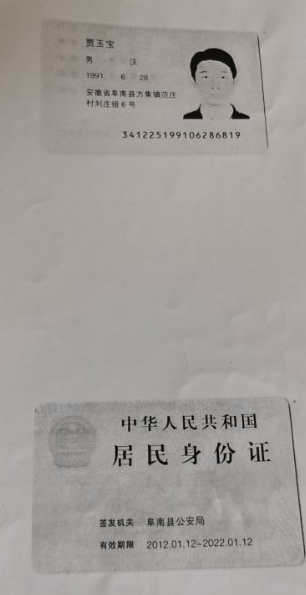 贾玉宝
男 汉
1991 6 28
安徽省阜南县方集镇范庄
村刘庄组6号
341225199106286819
中华人民共和国
居民身份证
签发机关 阜南县公安局
有效期限 2012.01.12-2022.01.12